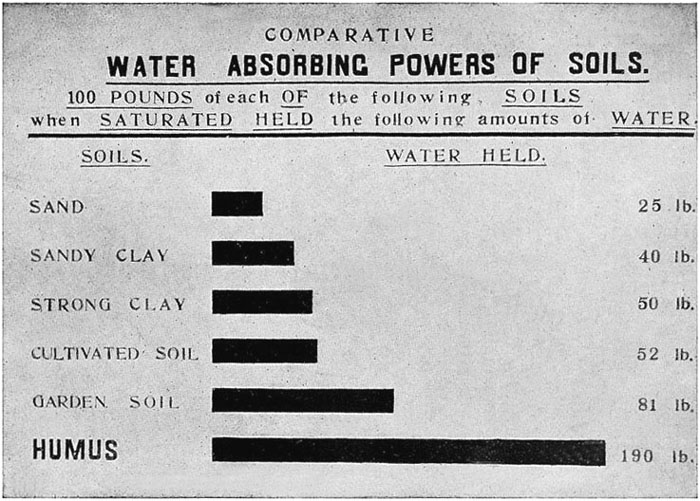 COMPARATIVE
WATER ABSORBING POWERS OF SOILS.
100 POUNDS of each OF the following SOILS
when SATURATED HELD the following amounts of WATER.
SOILS. WATER HELD.
SAND 25 lb.
SANDY CLAY 40 lb.
STRONG CLAY 50 lb.
CULTIVATED SOIL 52 lb.
GARDEN SOIL 81 lb.
HUMUS 190 lb.